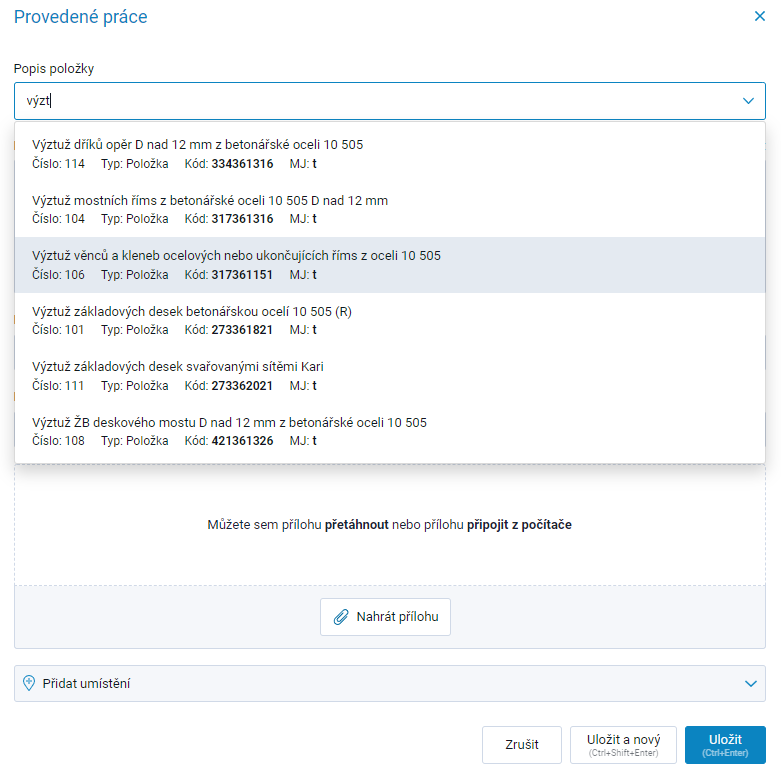 Provedené práce
Popis položky
výzt
Výztuž dříků opěr D nad 12 mm z betonářské oceli 10 505
Číslo: 114 Typ: Položka Kód: 334361316 MJ: t
Výztuž mostních říms z betonářské oceli 10 505 D nad 12 mm
Číslo: 104 Typ: Položka Kód: 317361316 MJ: t
Výztuž věnců a kleneb ocelových nebo ukončujících říms z oceli 10 505
Číslo: 106 Typ: Položka Kód: 317361151 MJ: t
Výztuž základových desek betonářskou ocelí 10 505 (R)
Číslo: 101 Typ: Položka Kód: 273361821 MJ: t
Výztuž základových desek svařovanými sítěmi Kari
Číslo: 111 Typ: Položka Kód: 273362021 MJ: t
Výztuž ŽB deskového mostu D nad 12 mm z betonářské oceli 10 505
Číslo: 108 Typ: Položka Kód: 421361326 MJ: t
Můžete sem přílohu přetáhnout nebo přílohu připojit z počítače
Nahrát přílohu
Přidat umístění
Zrušit
Uložit a nový
(Ctrl+Shift+Enter)
Uložit
(Ctrl+Enter)